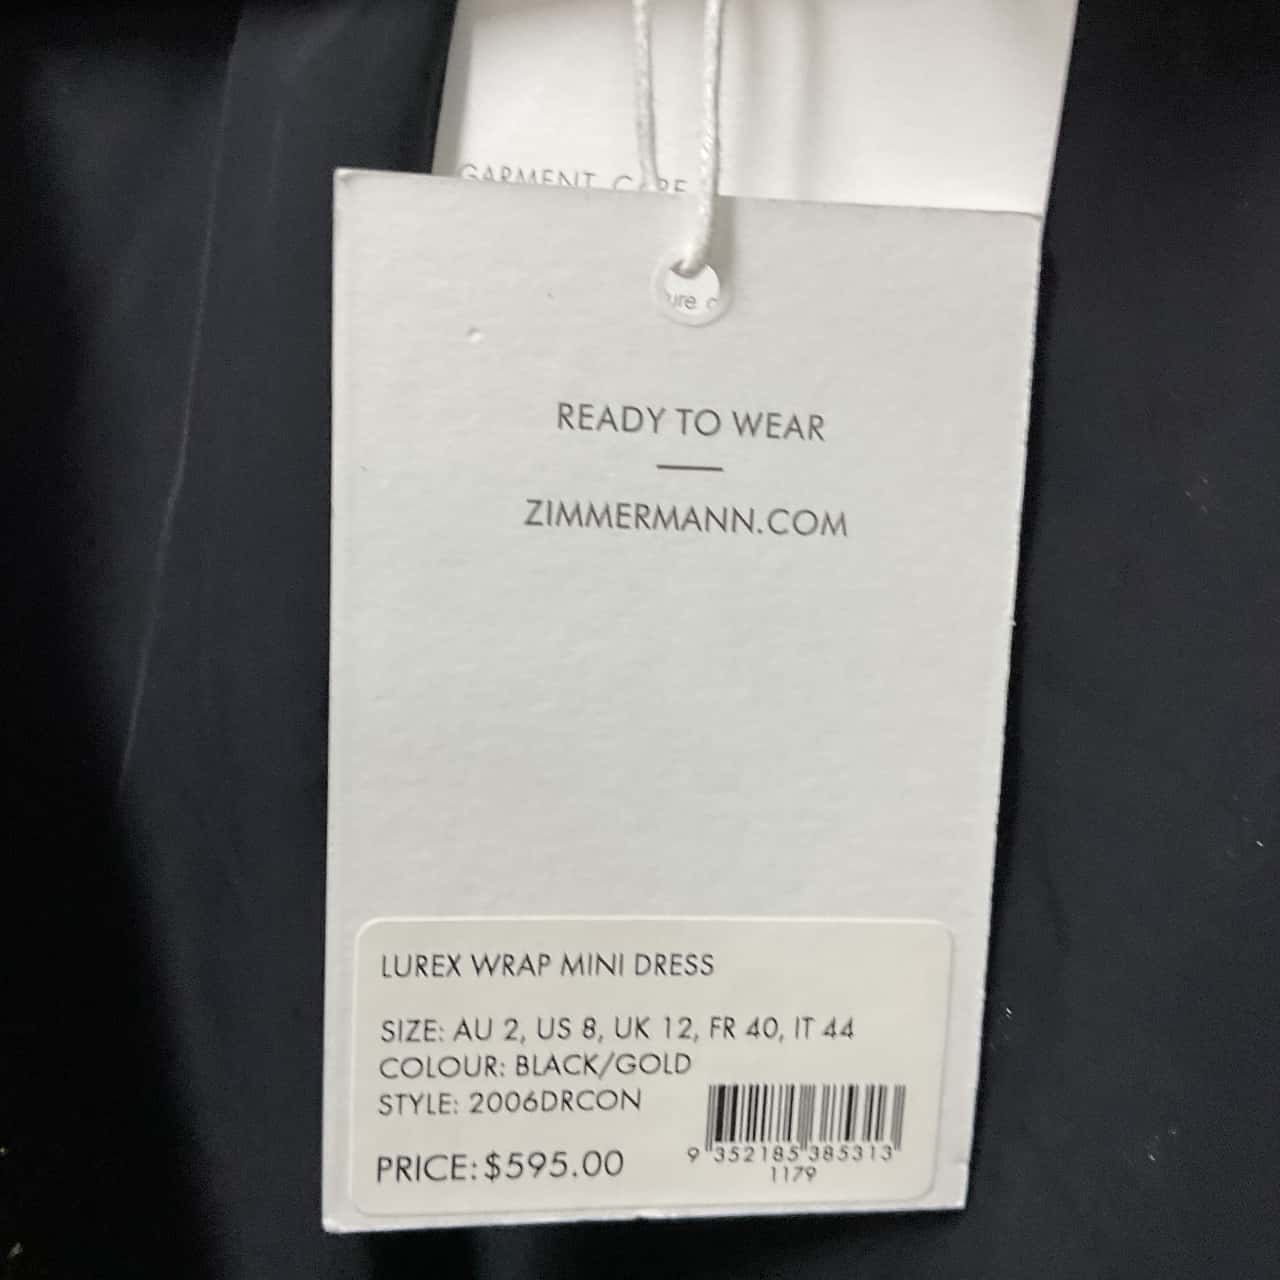 GARMENT CARE
ure
READY TO WEAR
ZIMMERMANN.COM
LUREX WRAP MINI DRESS
SIZE: AU 2, US 8, UK 12, FR 40, IT 44
COLOUR: BLACK/GOLD
STYLE: 2006DRCON
PRICE: $595.00
9 352185 385313
1179